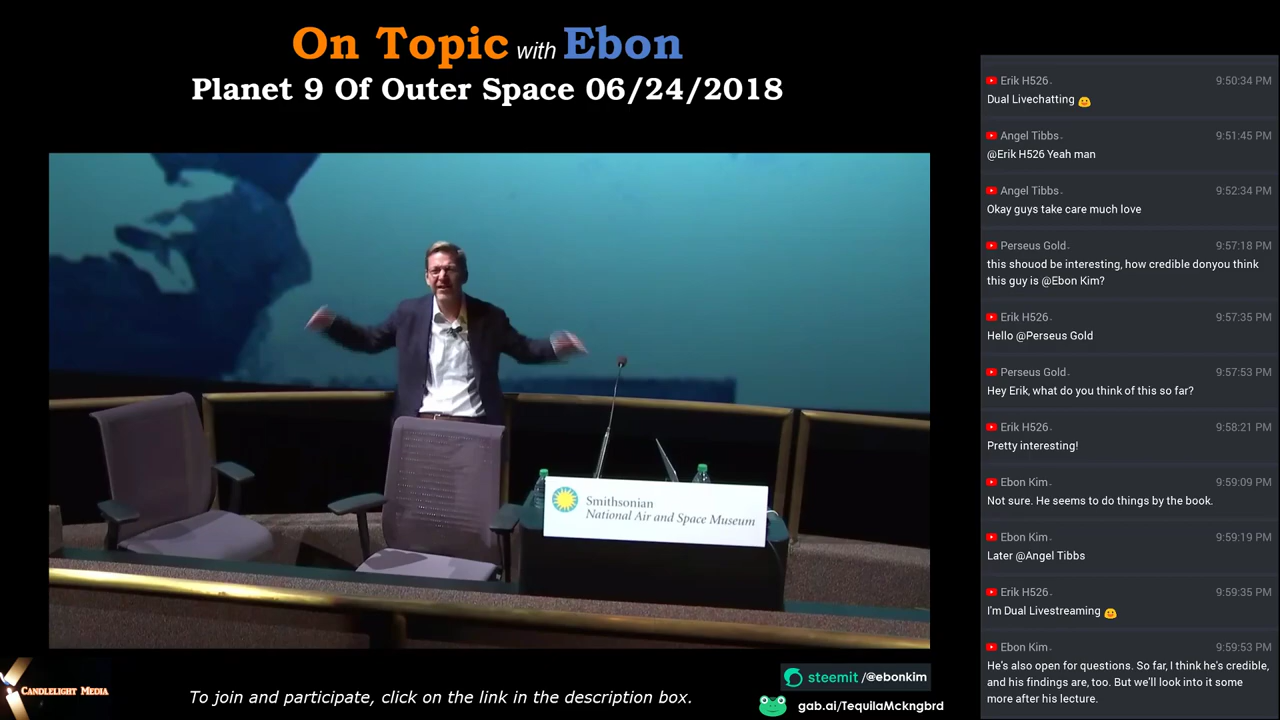 On Topic with Ebon
Planet 9 Of Outer Space 06/24/2018
Smithsonian
National Air and Space Museum
CANDLELIGHT MEDIA
To join and participate, click on the link in the description box.
steemit /@ebonkim
gab.ai/TequilaMckngbrd
Erik H526 9:50:34 PM
Dual Livechatting
Angel Tibbs 9:51:45 PM
@Erik H526 Yeah man
Angel Tibbs 9:52:34 PM
Okay guys take care much love
Perseus Gold 9:57:18 PM
this shouod be interesting, how credible donyou think
this guy is @Ebon Kim?
Erik H526 9:57:35 PM
Hello @Perseus Gold
Perseus Gold 9:57:53 PM
Hey Erik, what do you think of this so far?
Erik H526 9:58:21 PM
Pretty interesting!
Ebon Kim 9:59:09 PM
Not sure. He seems to do things by the book.
Ebon Kim 9:59:19 PM
Later @Angel Tibbs
Erik H526 9:59:35 PM
I'm Dual Livestreaming
Ebon Kim 9:59:53 PM
He's also open for questions. So far, I think he's credible,
and his findings are, too. But we'll look into it some
more after his lecture.